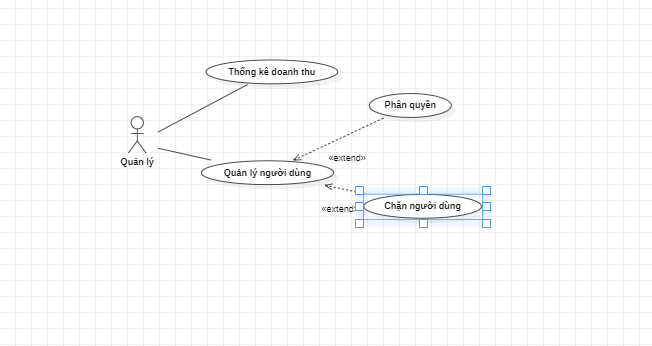 Thống kê doanh thu
Phân quyền
Quản lý
«extend»
Quản lý người dùng
Chặn người dùng
«extend»